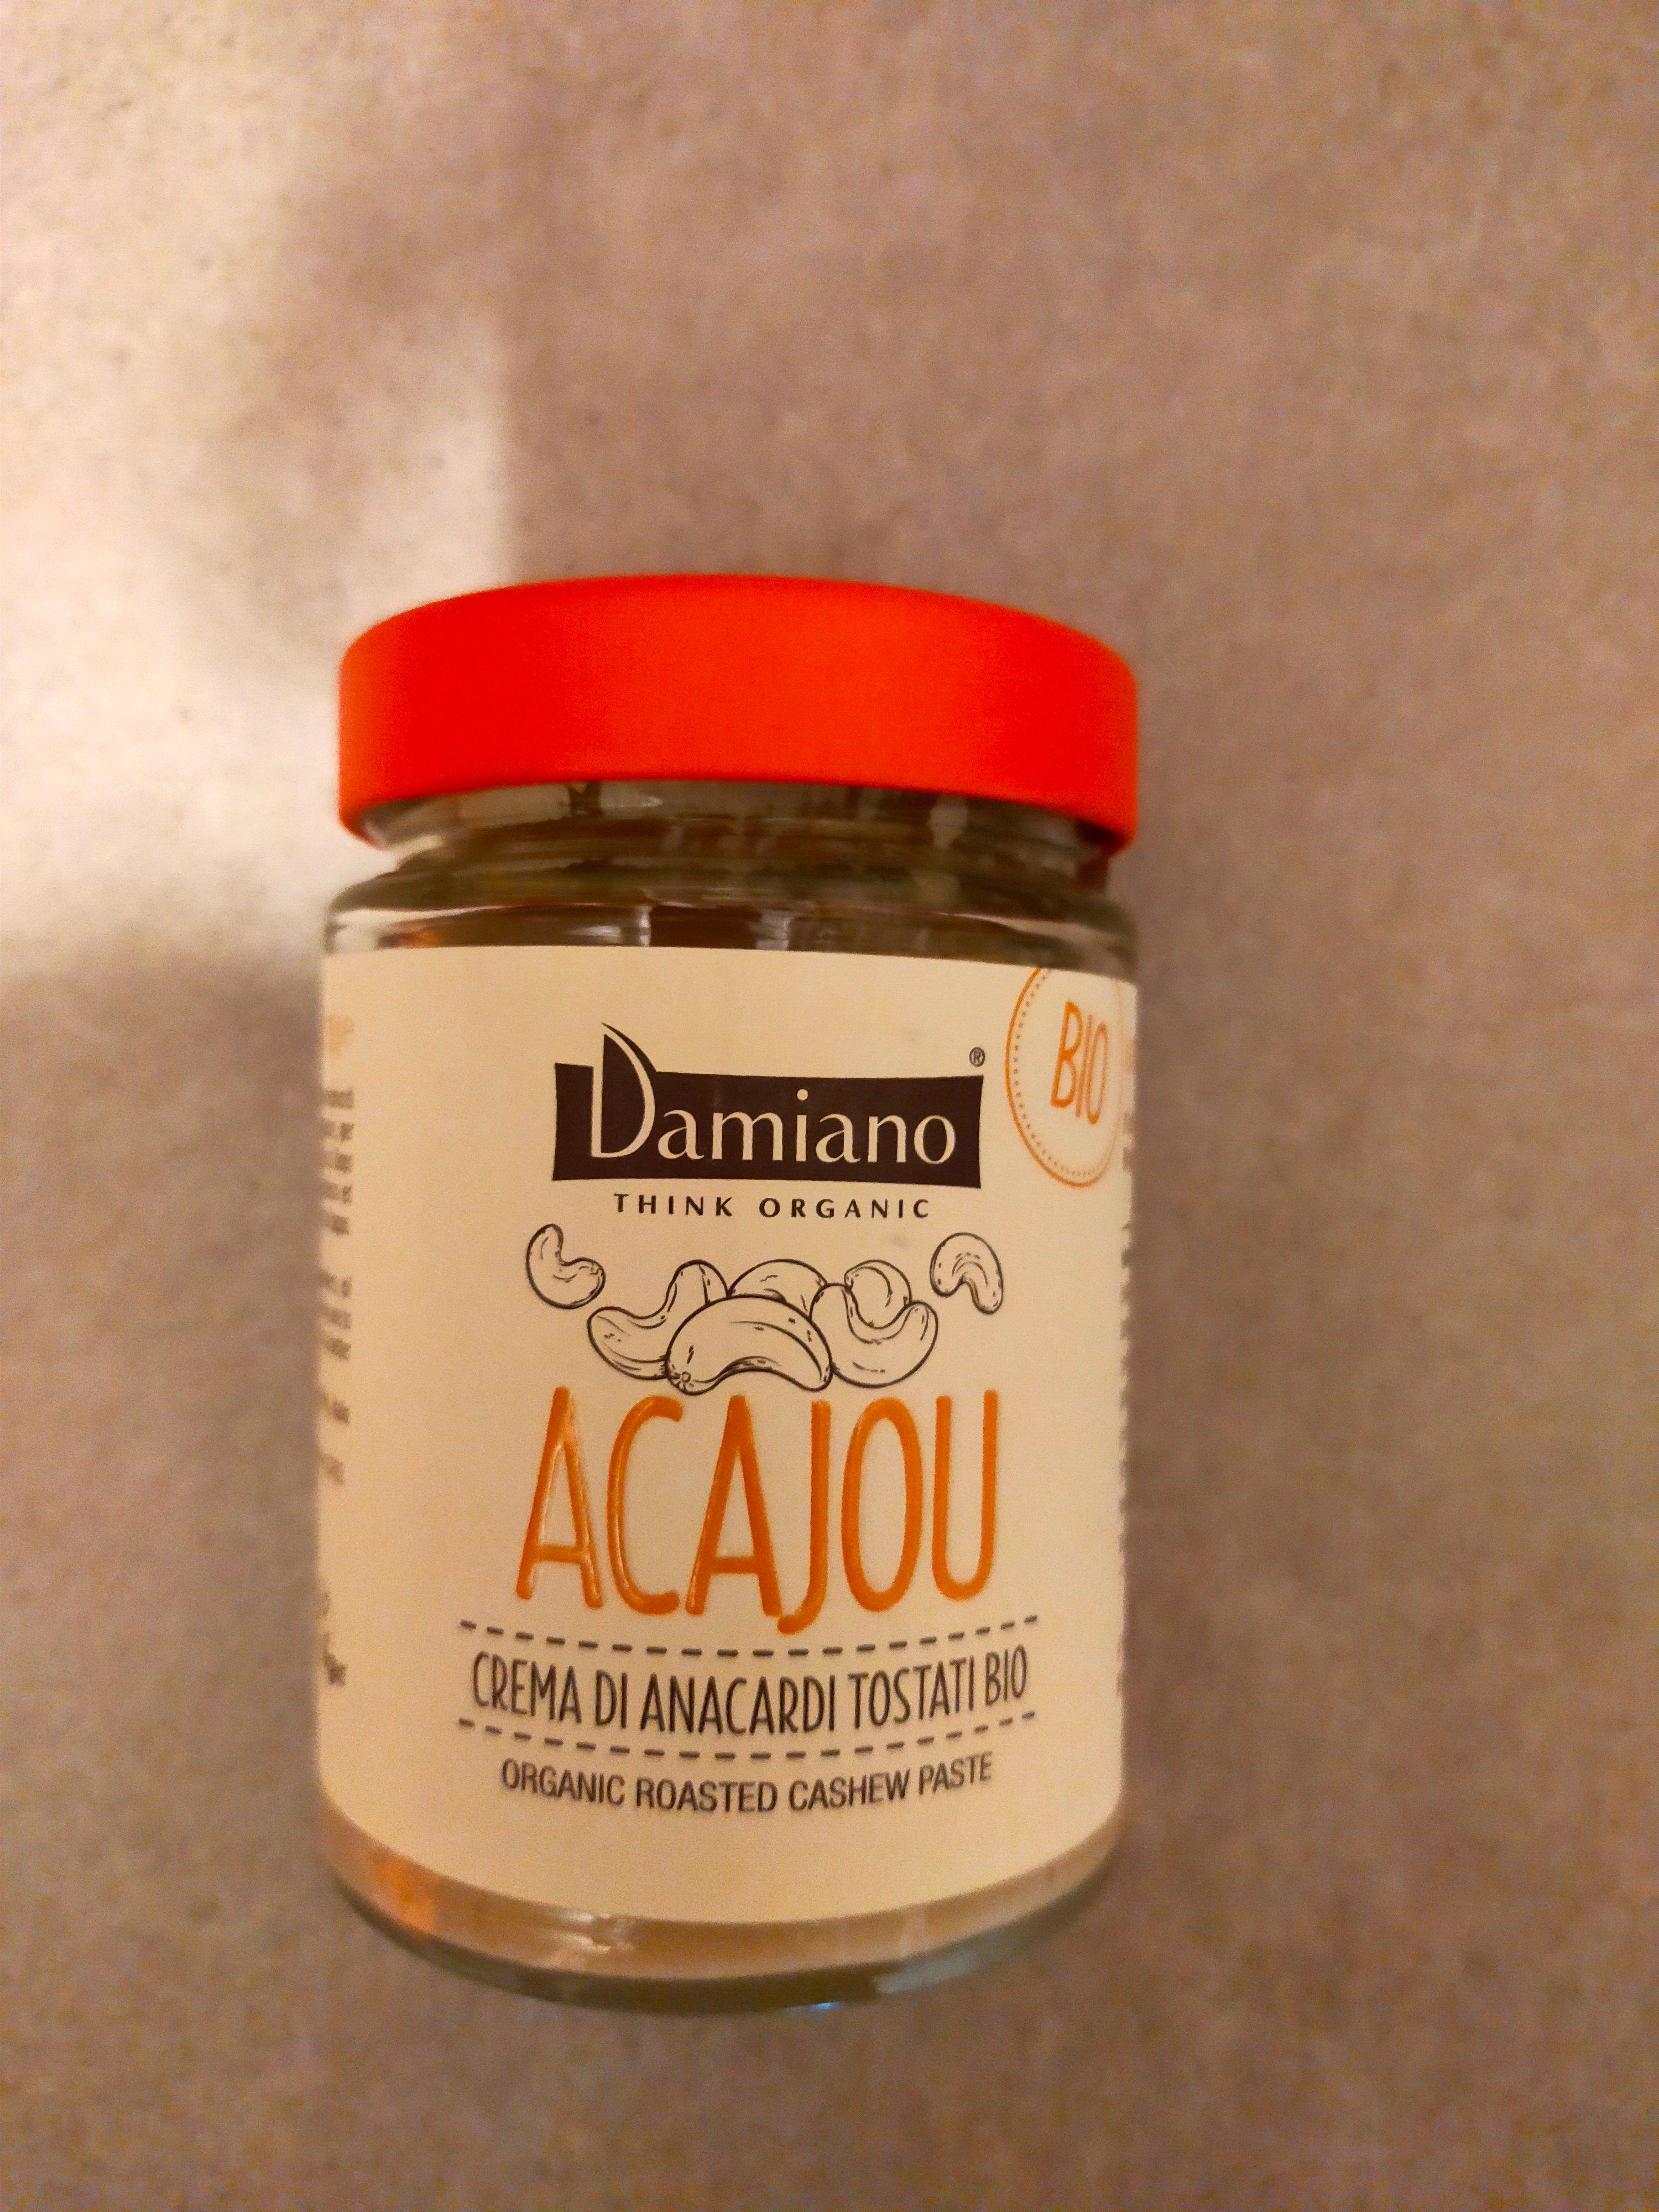 Damiano®
THINK ORGANIC
BIO
ACAJOU
CREMA DI ANACARDI TOSTATI BIO
ORGANIC ROASTED CASHEW PASTE